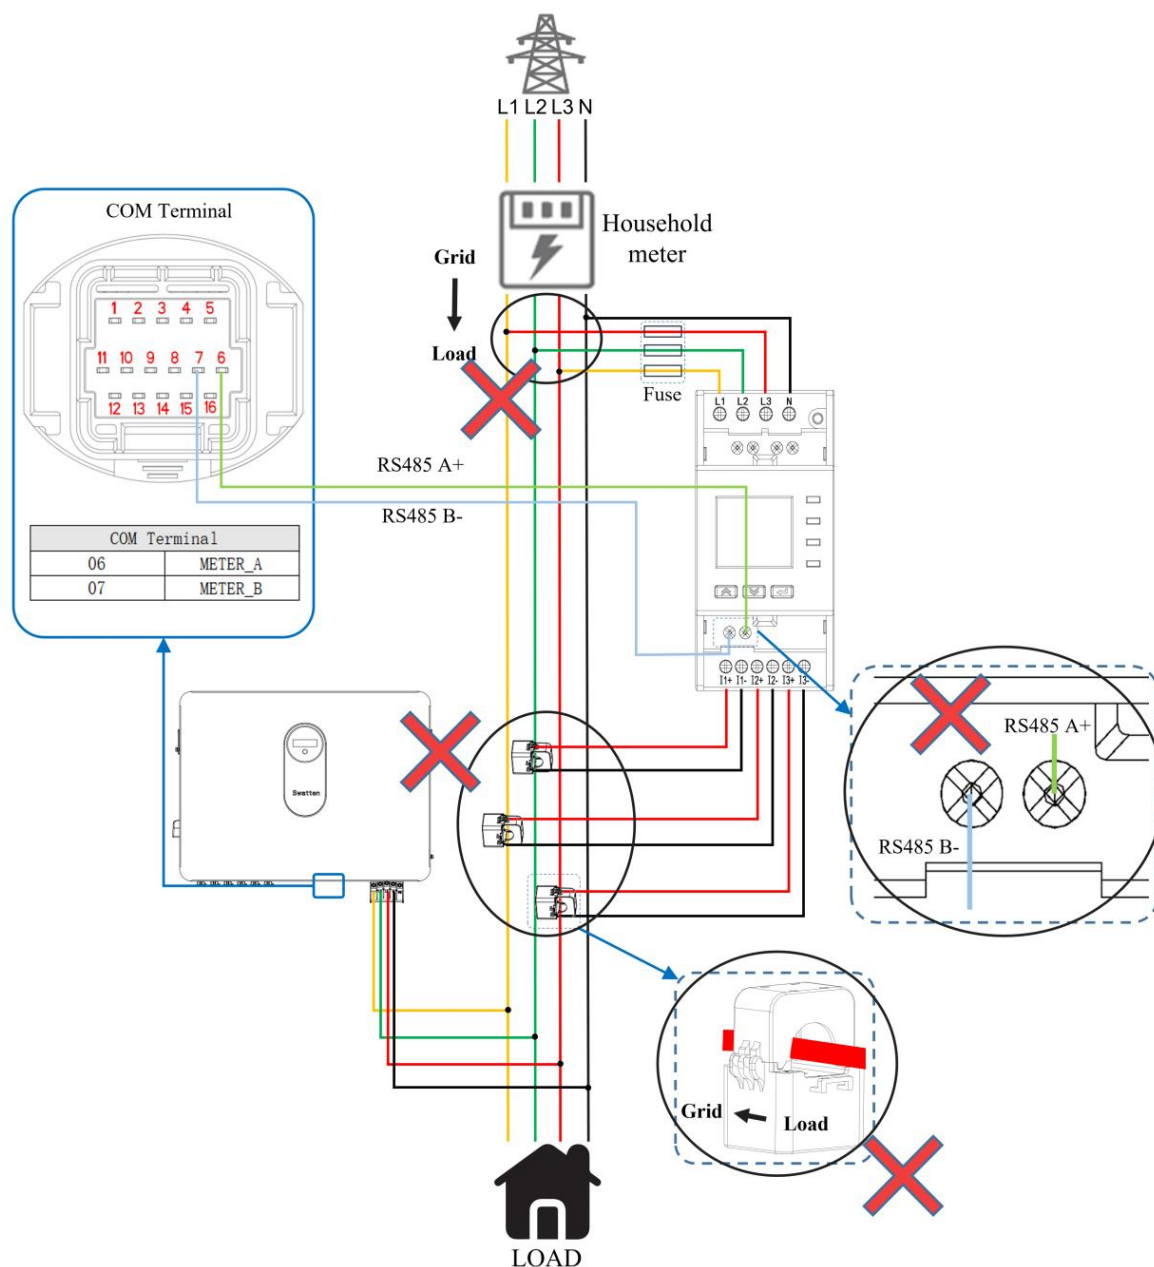 L1 L2 L3 N
COM Terminal
1 2 3 4 5
11 10 9 8 7 6
12 13 14 15 16
COM Terminal
06 METER_A
07 METER_B
Household
meter
Grid
Load
Fuse
L1 L2 L3 N
RS485 A+
RS485 B-
I1+ I1- I2+ I2- I3+ I3-
Swatten
RS485 A+
RS485 B-
Grid
Load
LOAD